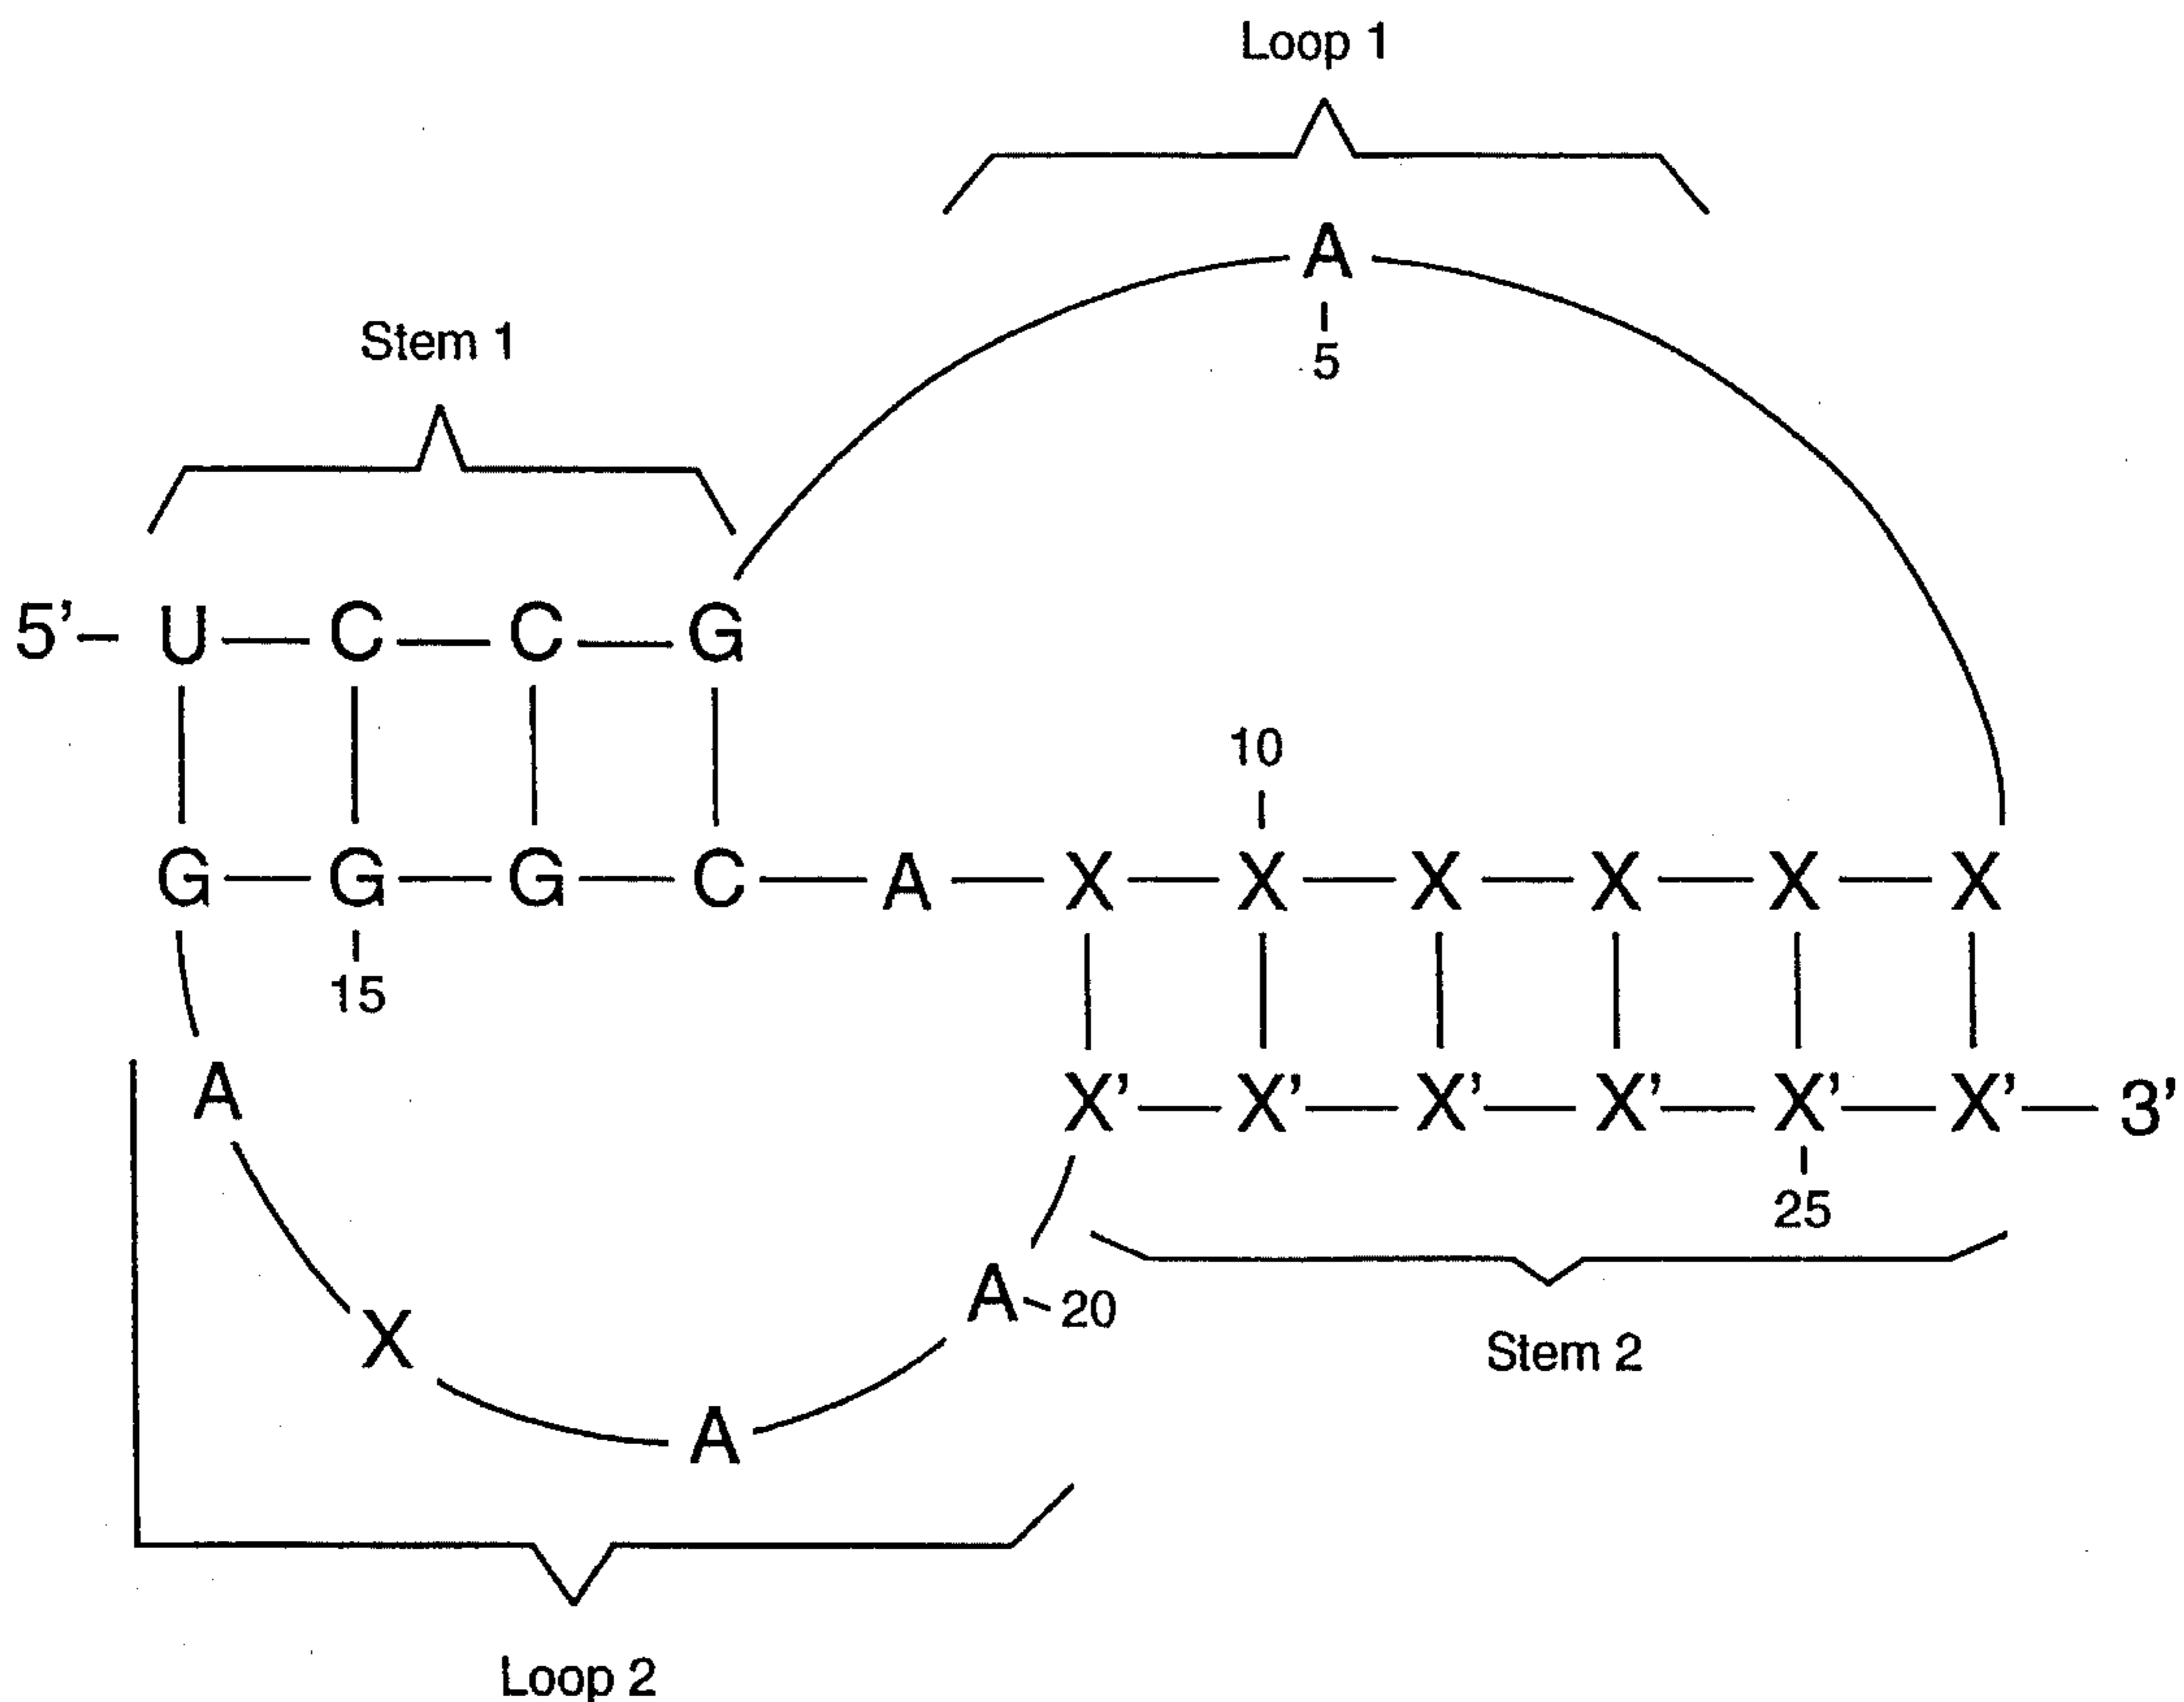 Loop 1
A
5
Stem 1
5' U C C G
10
G G G C A X X X X X X
15
A X' X' X' X' X' X' 3'
25
A 20
X
Stem 2
A
Loop 2